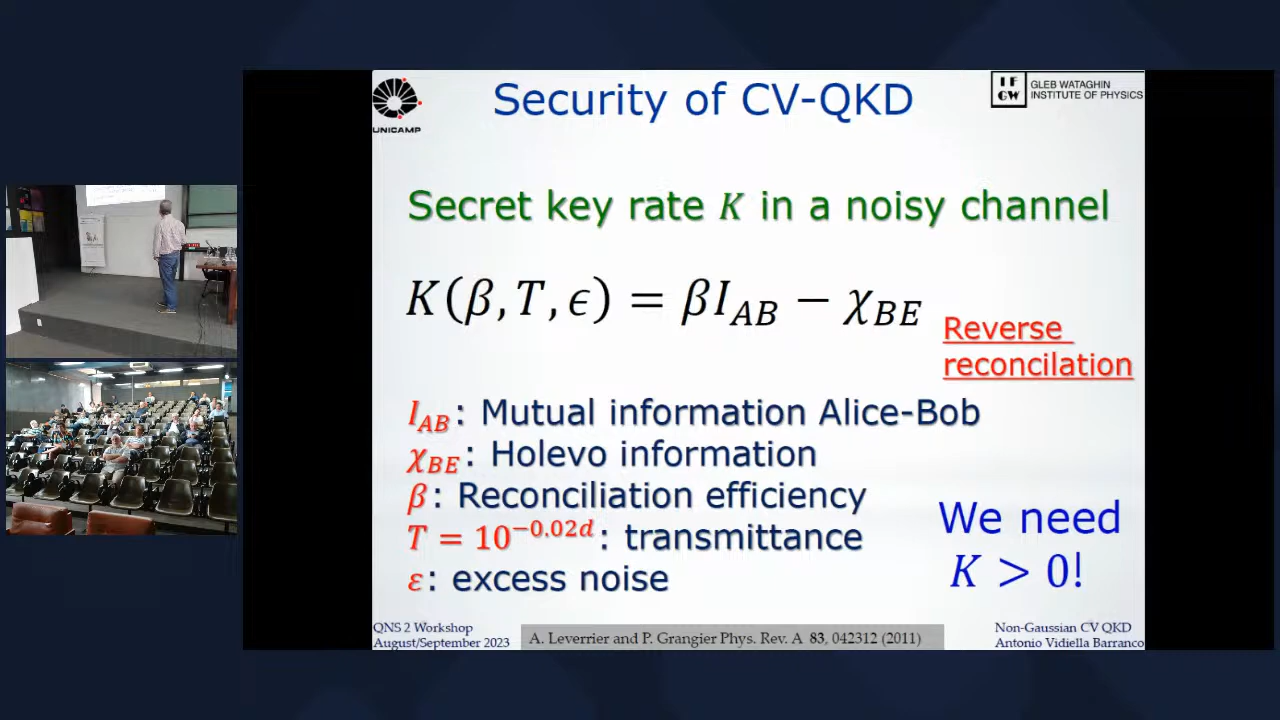 UNICAMP
Security of CV-QKD
I F
G W
GLEB WATAGHIN
INSTITUTE OF PHYSICS
Secret key rate K in a noisy channel
K(β, T, ϵ) = βI_AB − χ_BE
Reverse
reconcilation
I_AB: Mutual information Alice-Bob
χ_BE: Holevo information
β: Reconciliation efficiency
T = 10^−0.02d: transmittance
ε: excess noise
We need
K > 0!
QNS 2 Workshop
August/September 2023
A. Leverrier and P. Grangier Phys. Rev. A 83, 042312 (2011)
Non-Gaussian CV QKD
Antonio Vidiella Barranco